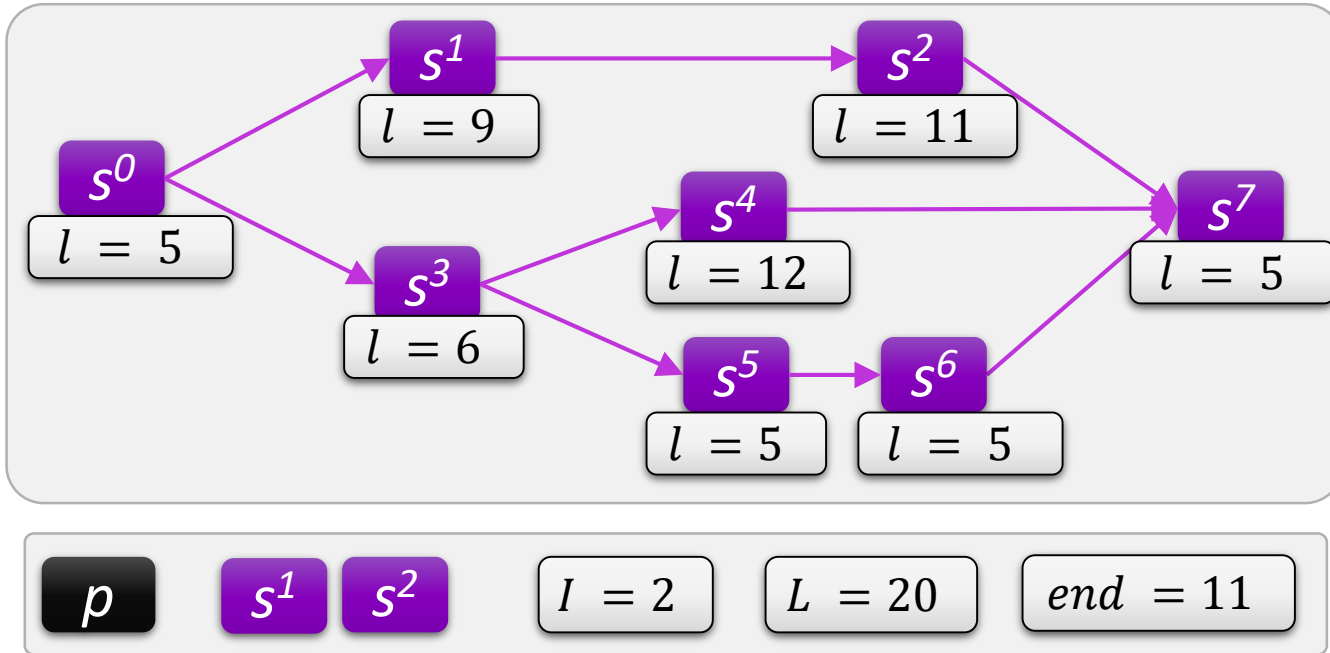 s¹
l = 9
s²
l = 11
s⁰
l = 5
s⁴
l = 12
s⁷
l = 5
s³
l = 6
s⁵
l = 5
s⁶
l = 5
p s¹ s² I = 2 L = 20 end = 11